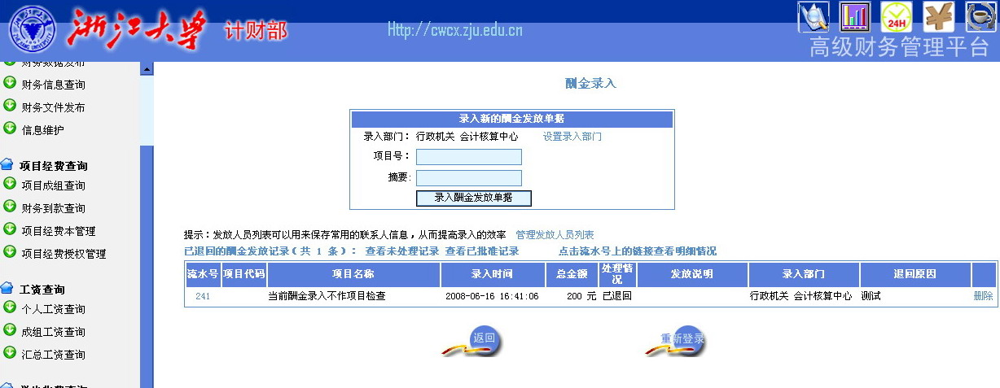 浙江大学 计财部
Http://cwcx.zju.edu.cn
24H
高级财务管理平台
财务数据发布
财务信息查询
财务文件发布
信息维护
项目经费查询
项目成组查询
财务到款查询
项目经费本管理
项目经费授权管理
工资查询
个人工资查询
成组工资查询
汇总工资查询
酬金录入
录入新的酬金发放单据
录入部门： 行政机关 会计核算中心 设置录入部门
项目号：
摘要:
录入酬金发放单据
提示：发放人员列表可以用来保存常用的联系人信息，从而提高录入的效率 管理发放人员列表
已退回的酬金发放记录(共 1 条)： 查看未处理记录 查看已批准记录 点击流水号上的链接查看明细情况
流水号 项目代码 项目名称 录入时间 总金额 处理情况 发放说明 录入部门 退回原因
241 当前酬金录入不作项目检查 2008-06-16 16:41:06 200 元 已退回 行政机关 会计核算中心 测试 删除
返回 重新登录